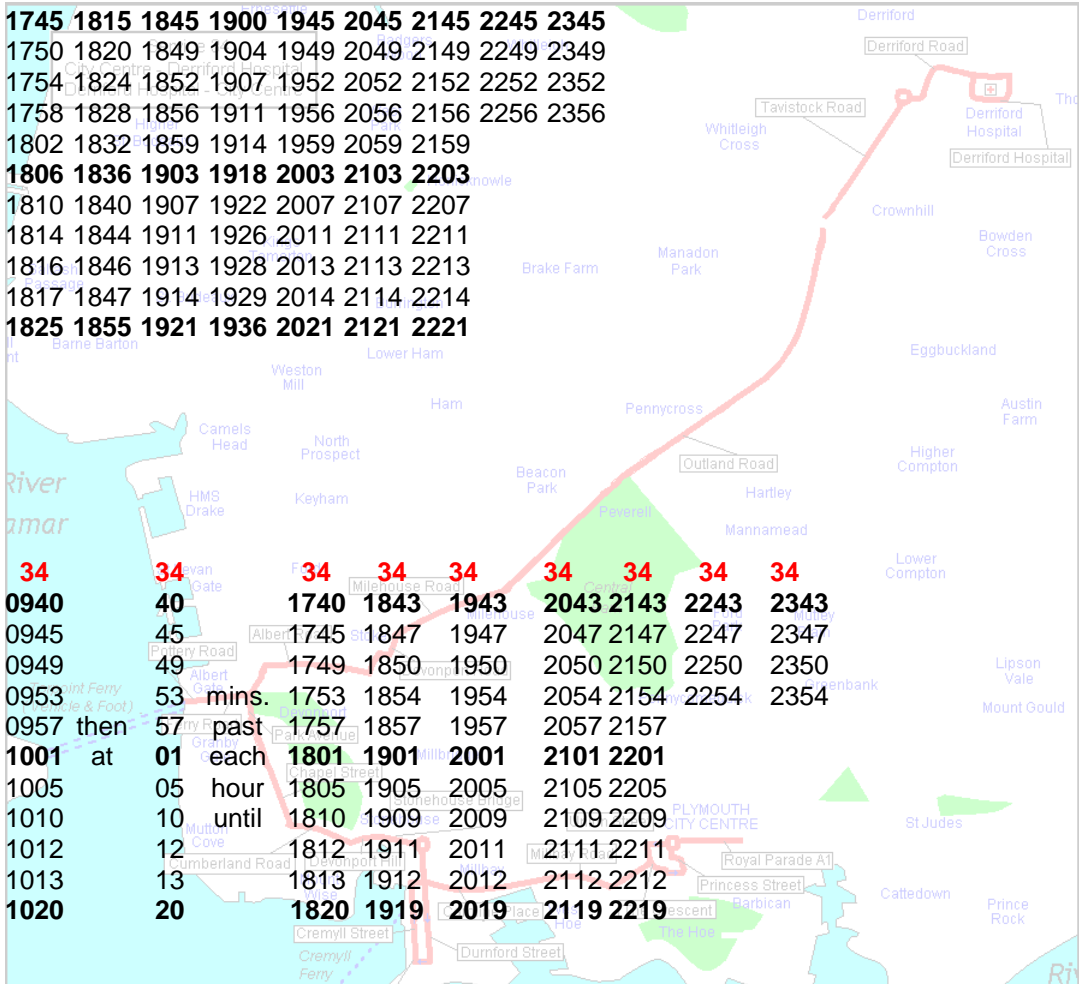 1745 1815 1845 1900 1945 2045 2145 2245 2345
1750 1820 1849 1904 1949 2049 2149 2249 2349
1754 1824 1852 1907 1952 2052 2152 2252 2352
1758 1828 1856 1911 1956 2056 2156 2256 2356
1802 1832 1859 1914 1959 2059 2159
1806 1836 1903 1918 2003 2103 2203
1810 1840 1907 1922 2007 2107 2207
1814 1844 1911 1926 2011 2111 2211
1816 1846 1913 1928 2013 2113 2213
1817 1847 1914 1929 2014 2114 2214
1825 1855 1921 1936 2021 2121 2221
City Centre - Derriford Hospital
Derriford Hospital - City Centre
Derriford
Derriford Road
Tavistock Road
Derriford
Hospital
Derriford Hospital
Whitleigh
Cross
Crownhill
Bowden
Cross
Manadon
Park
Brake Farm
Barne Barton
Lower Ham
Eggbuckland
Weston
Mill
Ham
Pennycross
Austin
Farm
Camels
Head
North
Prospect
Outland Road
Higher
Compton
River
amar
Beacon
Park
HMS
Drake
Keyham
Hartley
Peverell
Mannamead
Lower
Compton
34 34 34 34 34 34 34 34 34
0940 40 1740 1843 1943 2043 2143 2243 2343
0945 45 1745 1847 1947 2047 2147 2247 2347
0949 49 1749 1850 1950 2050 2150 2250 2350
0953 53 mins. 1753 1854 1954 2054 2154 2254 2354
0957 then 57 past 1757 1857 1957 2057 2157
1001 at 01 each 1801 1901 2001 2101 2201
1005 05 hour 1805 1905 2005 2105 2205
1010 10 until 1810 1909 2009 2109 2209
1012 12 1812 1911 2011 2111 2211
1013 13 1813 1912 2012 2112 2212
1020 20 1820 1919 2019 2119 2219
Gate
Milehouse Road
Central
Milehouse
Pottery Road
Albert
Gate
Devonport Road
Greenbank
Lipson
Vale
Mount Gould
Park Avenue
Chapel Street
Stonehouse Bridge
PLYMOUTH
CITY CENTRE
St Judes
Mutton
Cove
Cumberland Road
Devonport Hill
Royal Parade A1
Princess Street
Barbican
Cattedown
Prince
Rock
Cremyll Street
The Hoe
Durnford Street
Cremyll
Ferry